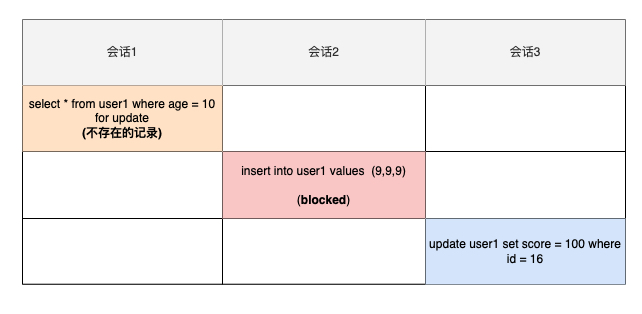 会话1
会话2
会话3
select * from user1 where age = 10
for update
(不存在的记录)
insert into user1 values  (9,9,9)
(blocked)
update user1 set score = 100 where
id = 16